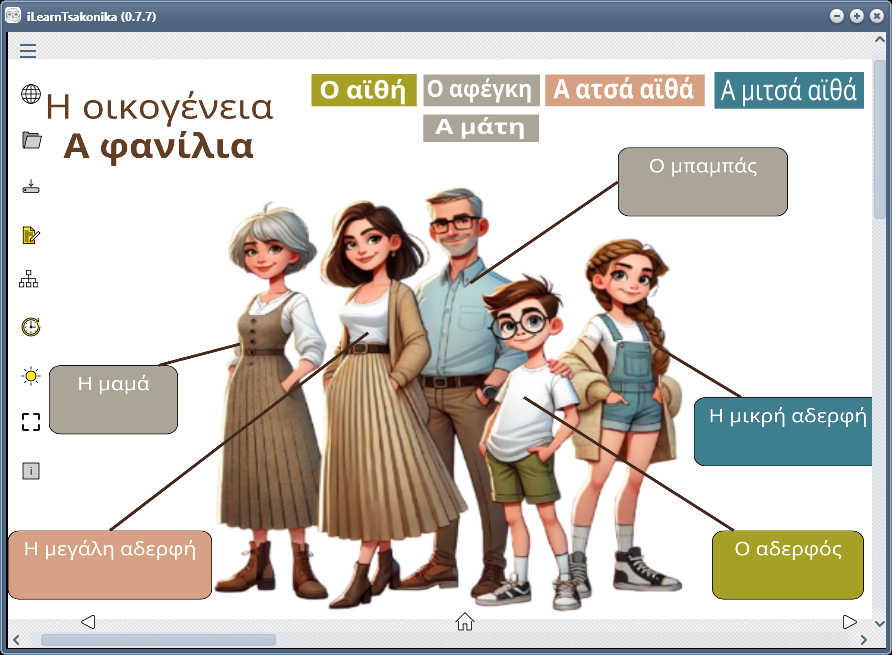 iLearnTsakonika (0.7.7)
Η οικογένεια
Α φανίλια
Ο αϊθή
Ο αφέγκη
Α ατσά αϊθά
Α μιτσά αϊθά
Α μάτη
Ο μπαμπάς
Η μαμά
Η μικρή αδερφή
Η μεγάλη αδερφή
Ο αδερφός